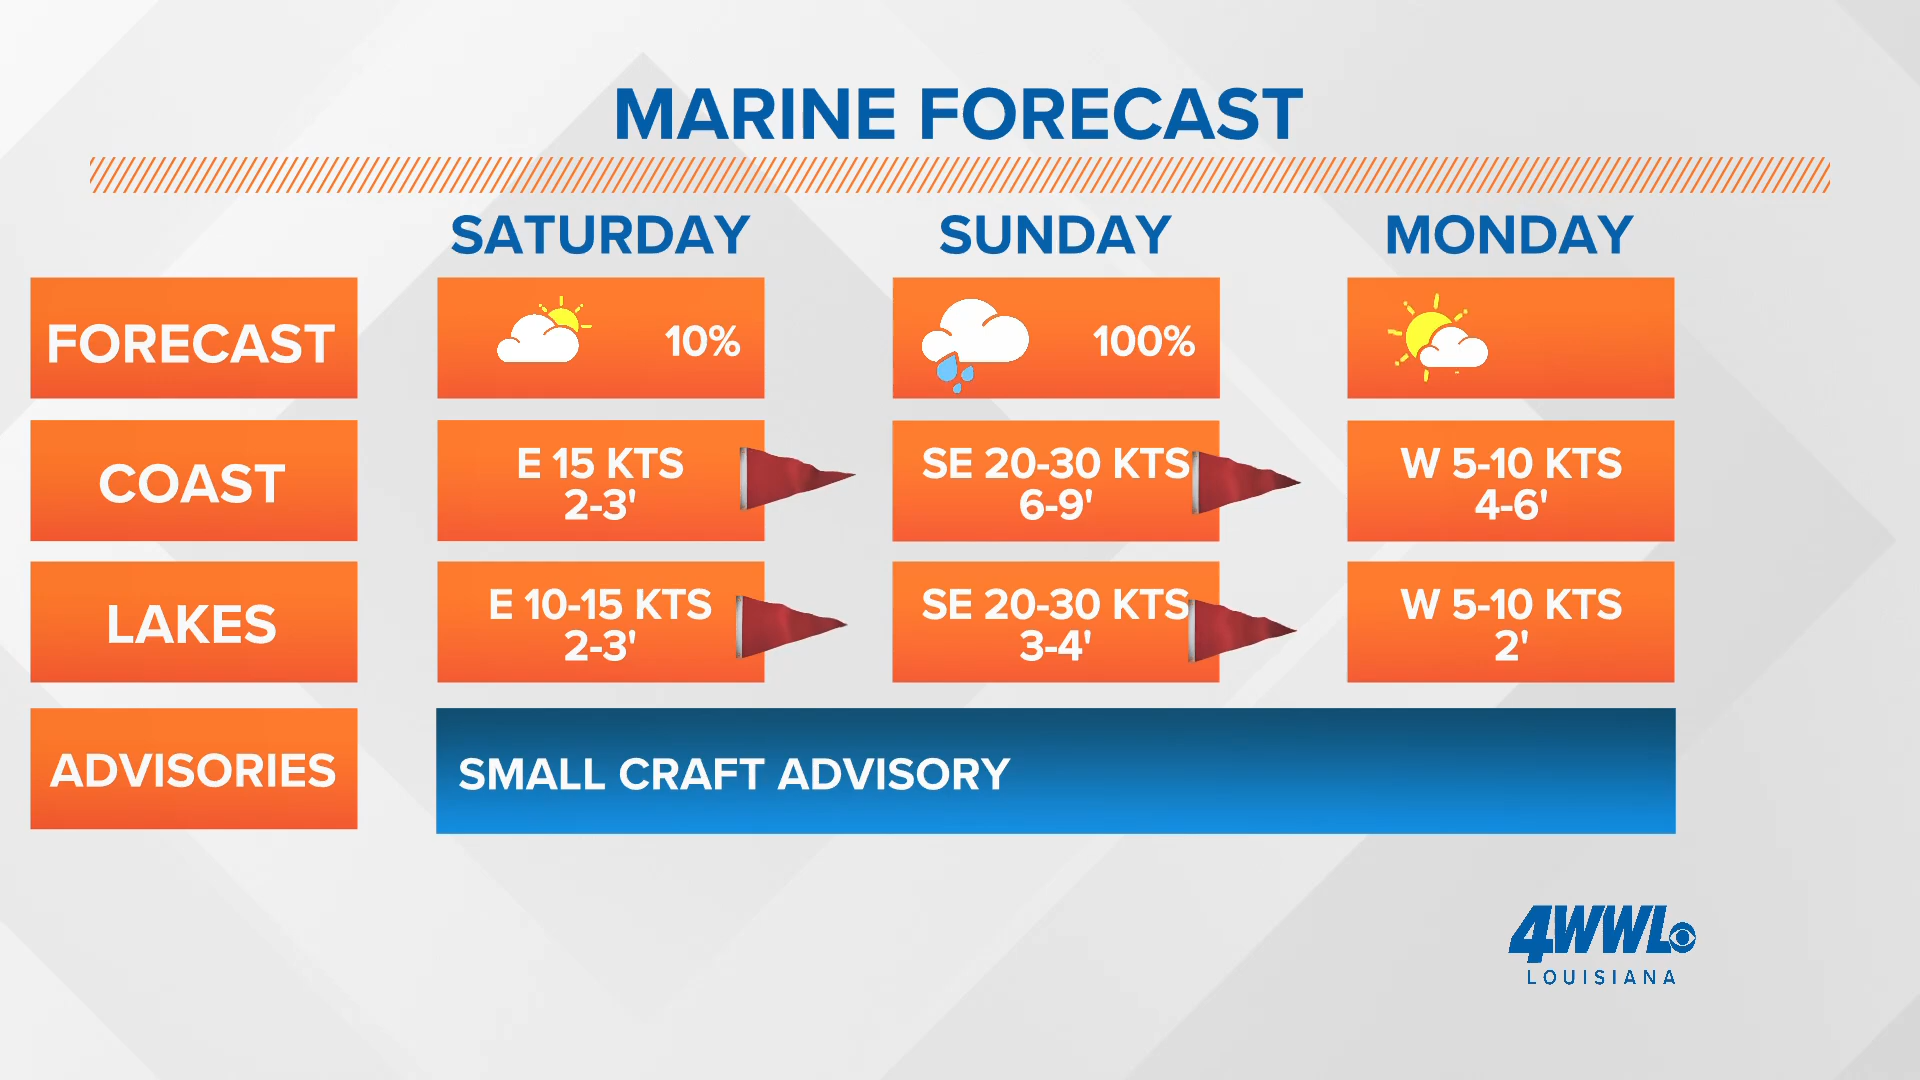 MARINE FORECAST
SATURDAY SUNDAY MONDAY
FORECAST 10% 100%
COAST
E 15 KTS
2-3'
SE 20-30 KTS
6-9'
W 5-10 KTS
4-6'
LAKES
E 10-15 KTS
2-3'
SE 20-30 KTS
3-4'
W 5-10 KTS
2'
ADVISORIES
SMALL CRAFT ADVISORY
4WWL
LOUISIANA